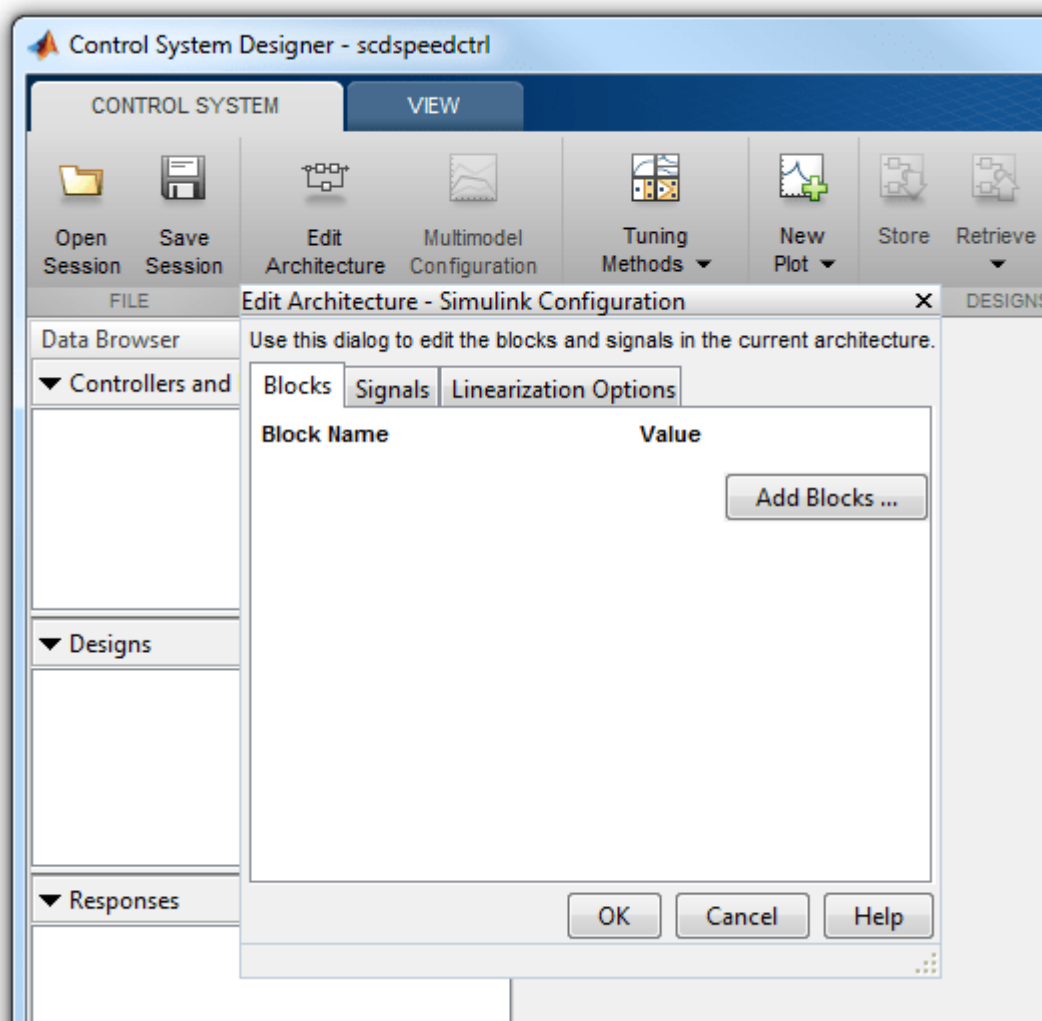 Control System Designer - scdspeedctrl
CONTROL SYSTEM
VIEW
Open Session
Save Session
Edit Architecture
Multimodel Configuration
Tuning Methods
New Plot
Store
Retrieve
FILE
DESIGNS
Edit Architecture - Simulink Configuration
Use this dialog to edit the blocks and signals in the current architecture.
Blocks
Signals
Linearization Options
Block Name
Value
Add Blocks ...
OK
Cancel
Help
Data Browser
Controllers and
Designs
Responses